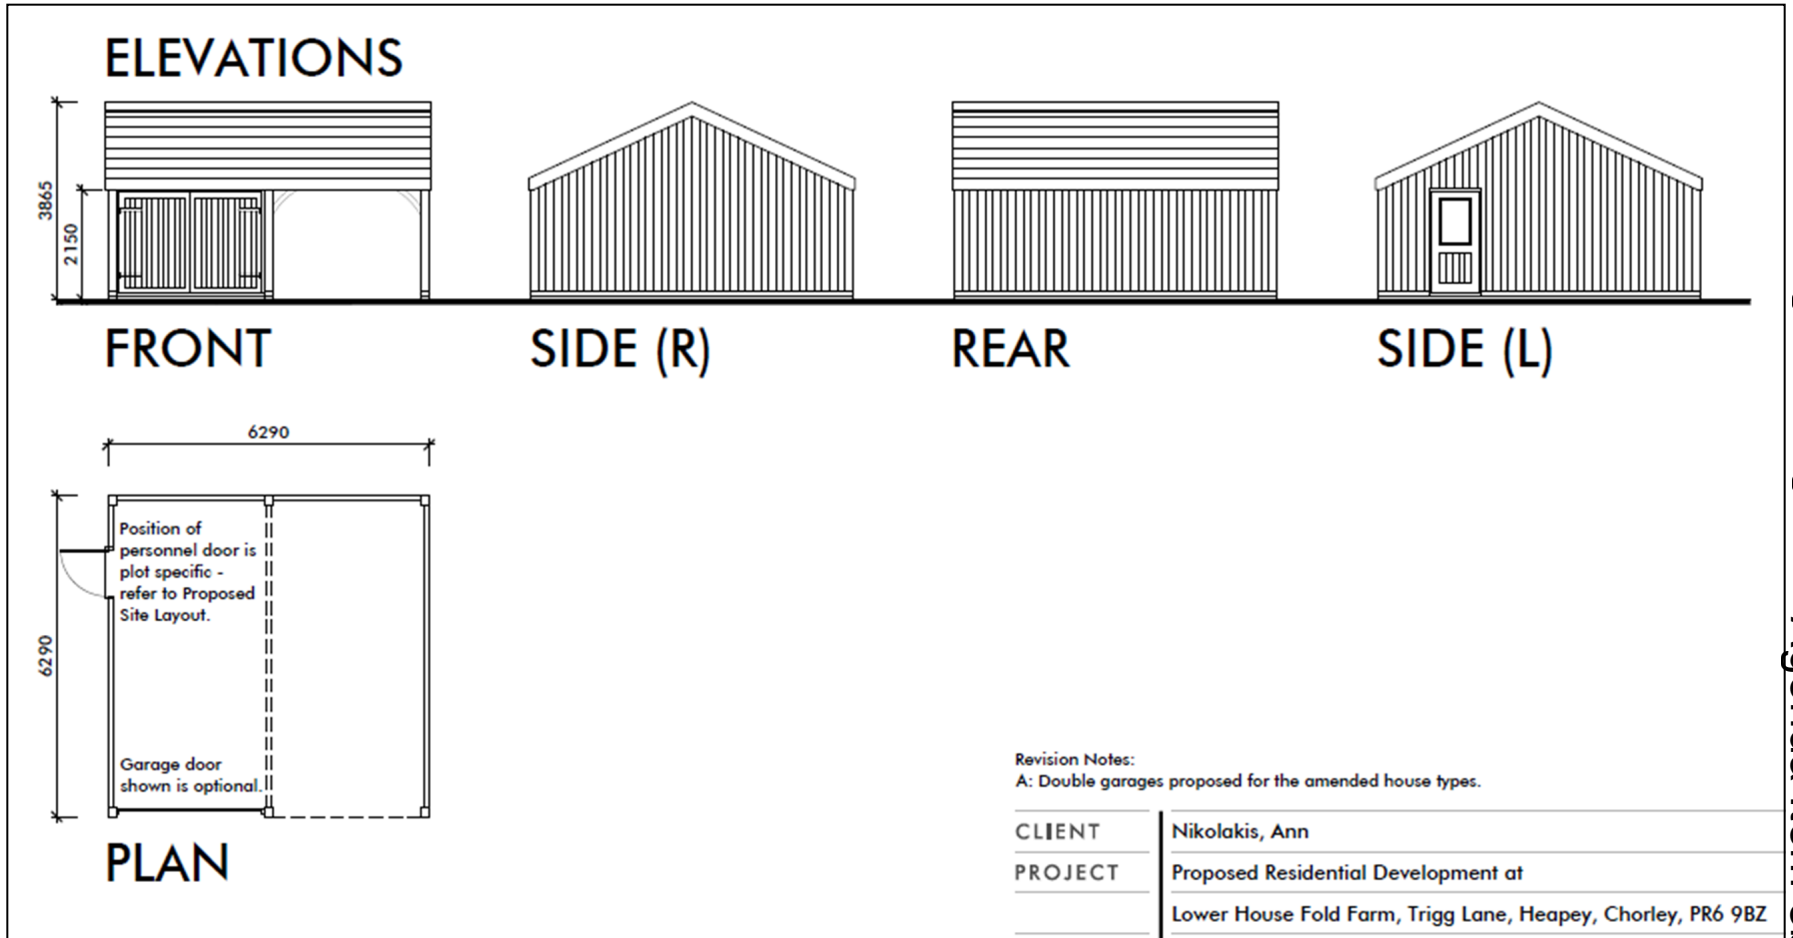 ELEVATIONS
3865
2150
FRONT
SIDE (R)
REAR
SIDE (L)
6290
6290
Position of
personnel door is
plot specific -
refer to Proposed
Site Layout.
Garage door
shown is optional.
PLAN
Revision Notes:
A: Double garages proposed for the amended house types.
CLIENT
Nikolakis, Ann
PROJECT
Proposed Residential Development at
Lower House Fold Farm, Trigg Lane, Heapey, Chorley, PR6 9BZ